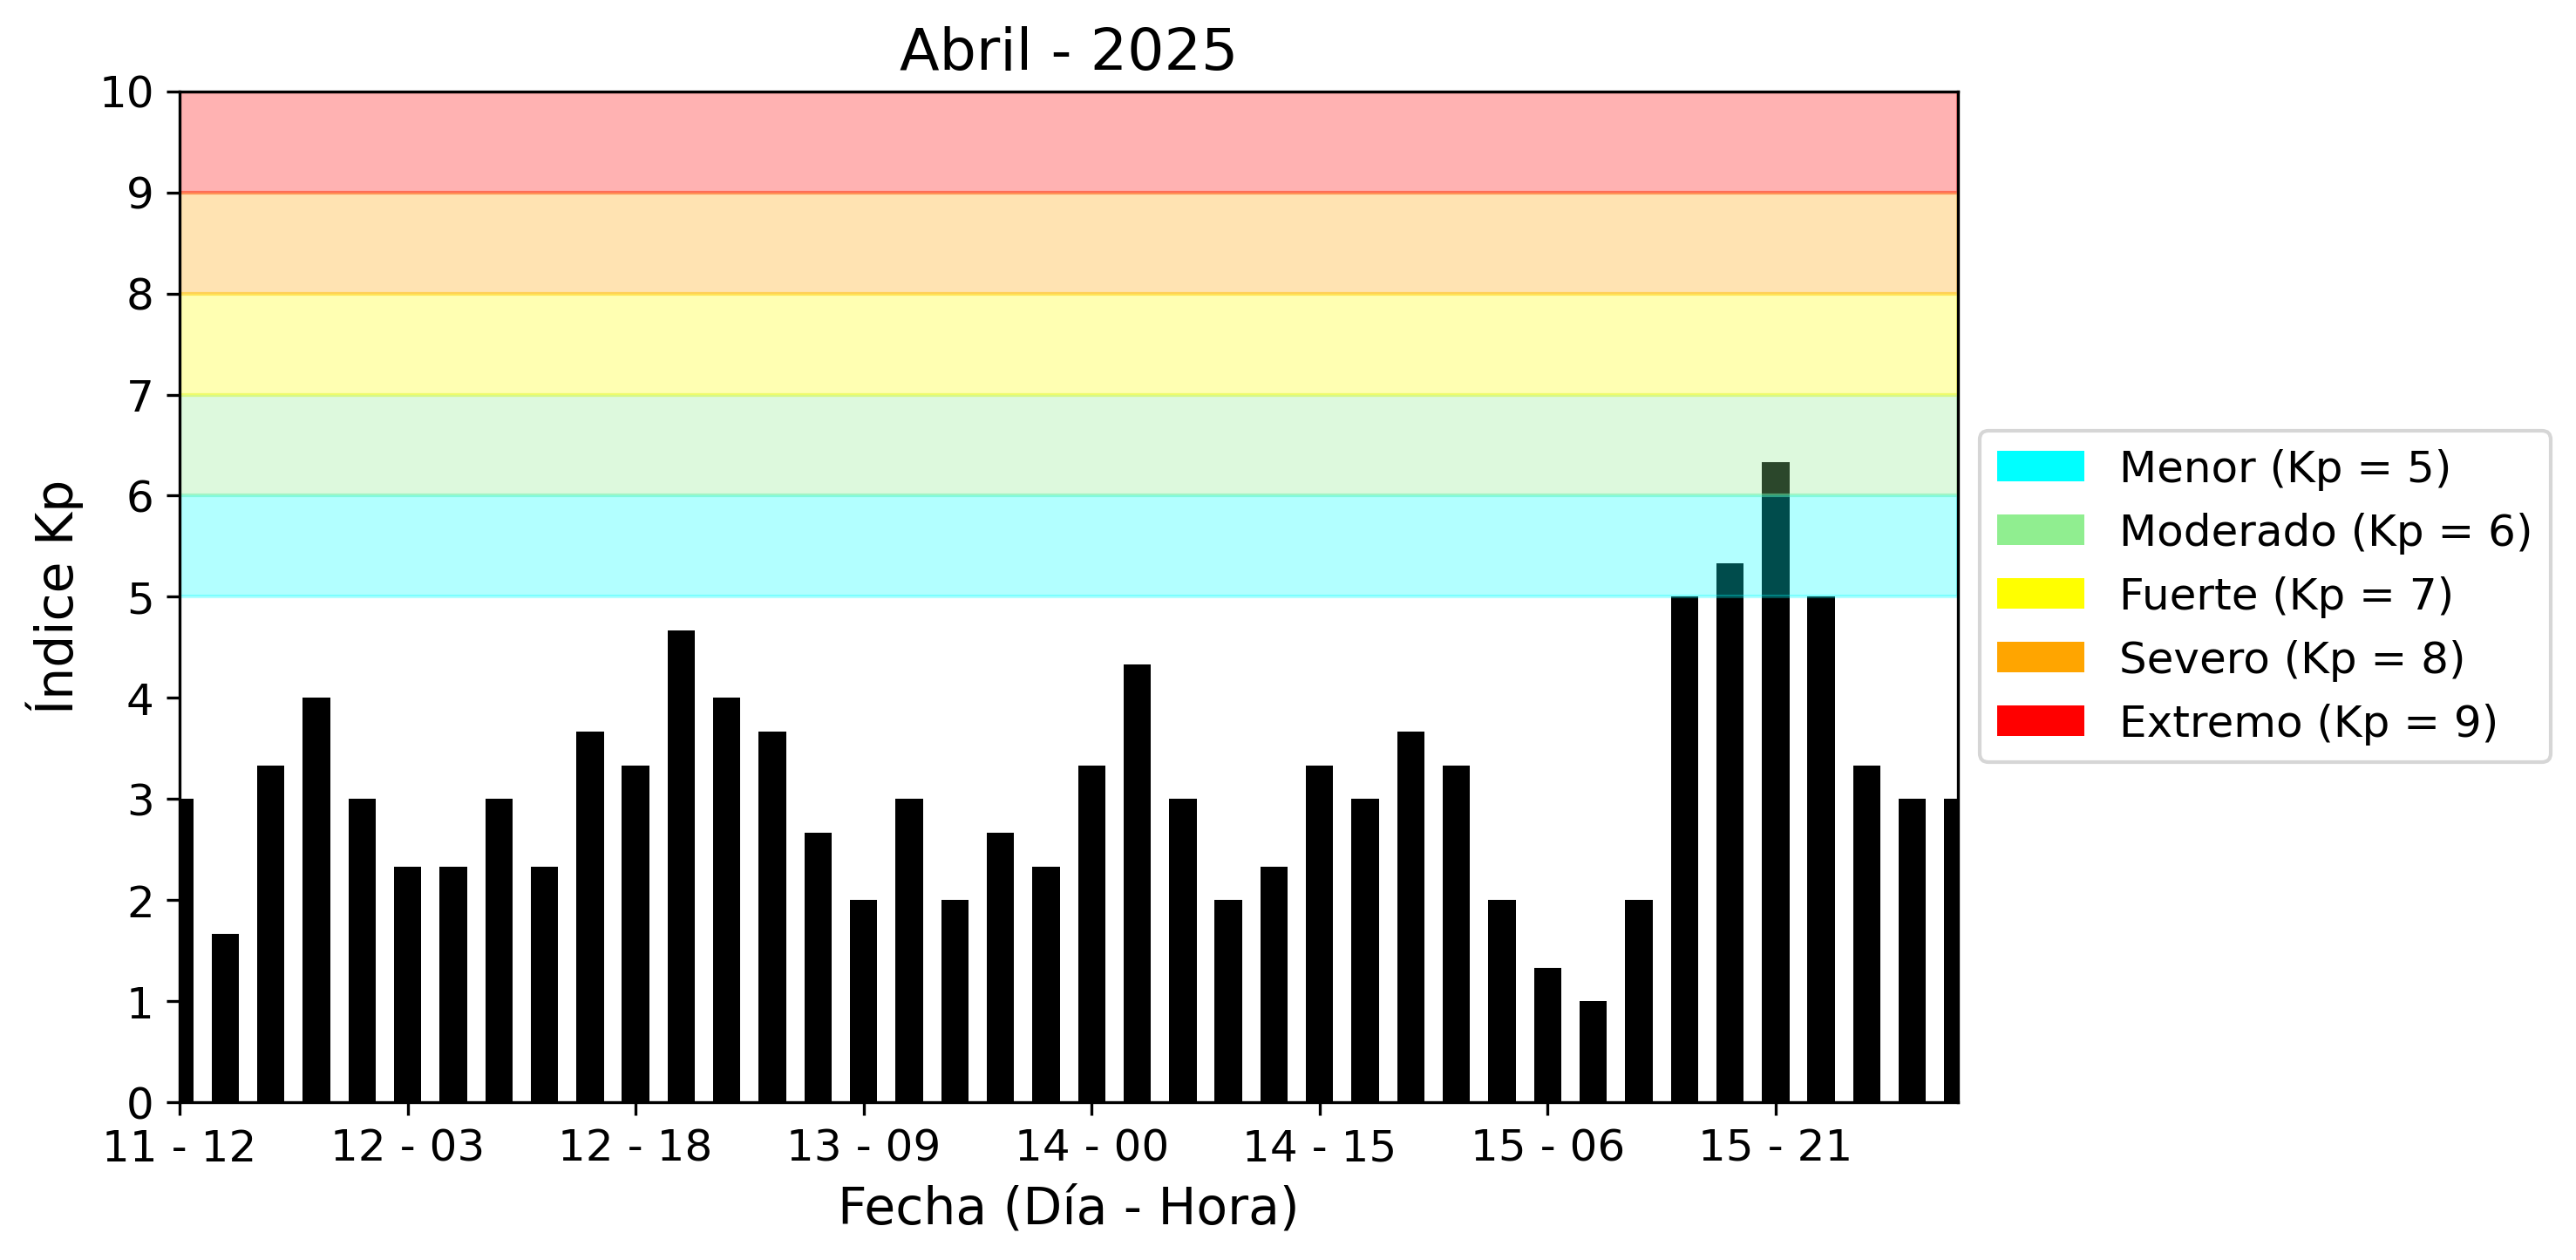 Abril - 2025
10
9
8
7
6
5
4
3
2
1
0
Índice Kp
11 - 12
12 - 03
12 - 18
13 - 09
14 - 00
14 - 15
15 - 06
15 - 21
Fecha (Día - Hora)
Menor (Kp = 5)
Moderado (Kp = 6)
Fuerte (Kp = 7)
Severo (Kp = 8)
Extremo (Kp = 9)